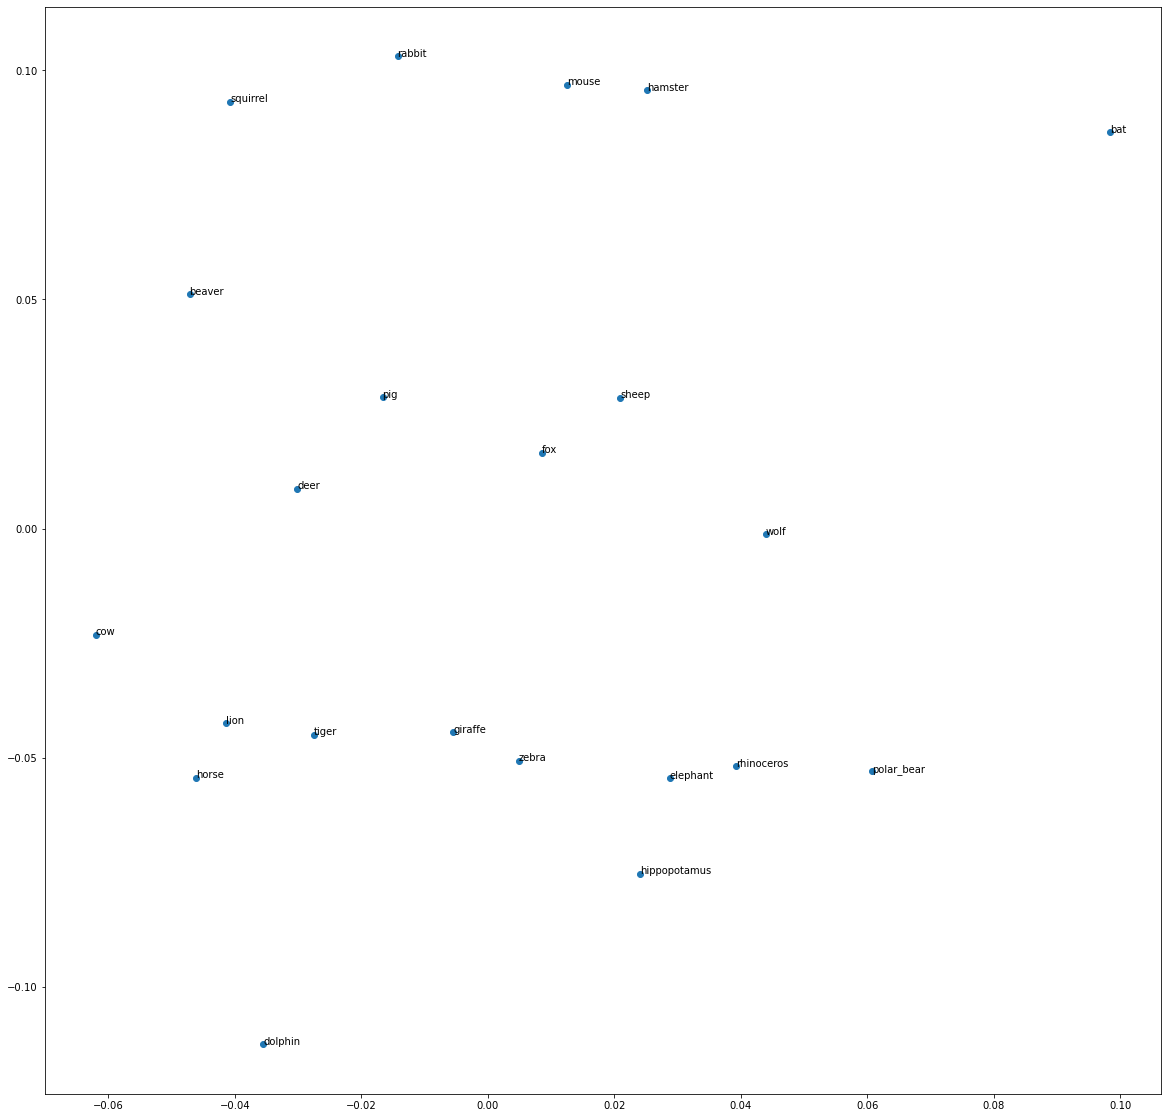 rabbit
mouse
hamster
squirrel
bat
beaver
pig
sheep
fox
deer
wolf
cow
lion
tiger
giraffe
zebra
horse
elephant
rhinoceros
polar_bear
hippopotamus
dolphin
0.10
0.05
0.00
−0.05
−0.10
−0.06 −0.04 −0.02 0.00 0.02 0.04 0.06 0.08 0.10